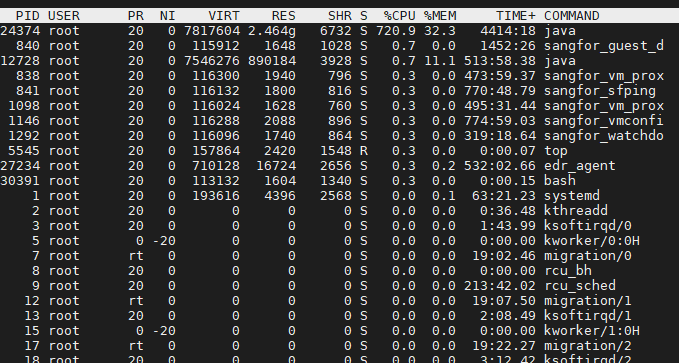 PID USER PR NI VIRT RES SHR S %CPU %MEM TIME+ COMMAND
24374 root 20 0 7817604 2.464g 6732 S 720.9 32.3 4414:18 java
840 root 20 0 115912 1648 1028 S 0.7 0.0 1452:26 sangfor_guest_d
12728 root 20 0 7546276 890184 3928 S 0.7 11.1 513:58.38 java
838 root 20 0 116300 1940 796 S 0.3 0.0 473:59.37 sangfor_vm_prox
841 root 20 0 116132 1800 816 S 0.3 0.0 770:48.79 sangfor_sfping
1098 root 20 0 116024 1628 760 S 0.3 0.0 495:31.44 sangfor_vm_prox
1146 root 20 0 116288 2088 896 S 0.3 0.0 774:59.03 sangfor_vmconfi
1292 root 20 0 116096 1740 864 S 0.3 0.0 319:18.64 sangfor_watchdo
5545 root 20 0 157864 2420 1548 R 0.3 0.0 0:00.07 top
27234 root 20 0 710128 16724 2656 S 0.3 0.2 532:02.66 edr_agent
30391 root 20 0 113132 1604 1340 S 0.3 0.0 0:00.15 bash
1 root 20 0 193616 4396 2568 S 0.0 0.1 63:21.23 systemd
2 root 20 0 0 0 0 S 0.0 0.0 0:36.48 kthreadd
3 root 20 0 0 0 0 S 0.0 0.0 1:43.99 ksoftirqd/0
5 root 0 -20 0 0 0 S 0.0 0.0 0:00.00 kworker/0:0H
7 root rt 0 0 0 0 S 0.0 0.0 19:02.46 migration/0
8 root 20 0 0 0 0 S 0.0 0.0 0:00.00 rcu_bh
9 root 20 0 0 0 0 S 0.0 0.0 213:42.02 rcu_sched
12 root rt 0 0 0 0 S 0.0 0.0 19:07.50 migration/1
13 root 20 0 0 0 0 S 0.0 0.0 2:08.49 ksoftirqd/1
15 root 0 -20 0 0 0 S 0.0 0.0 0:00.00 kworker/1:0H
17 root rt 0 0 0 0 S 0.0 0.0 19:22.27 migration/2
18 root 20 0 0 0 0 S 0.0 0.0 3:12.42 ksoftirqd/2